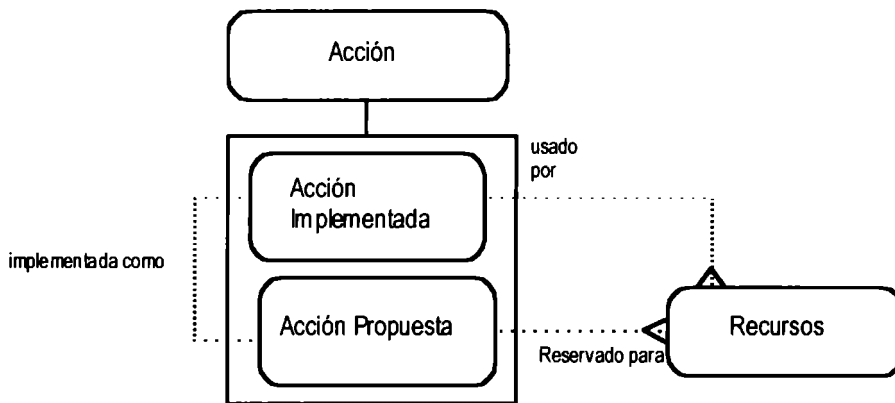 Acción
usado
por
Acción
Implementada
implementada como
Acción Propuesta
Recursos
Reservado para